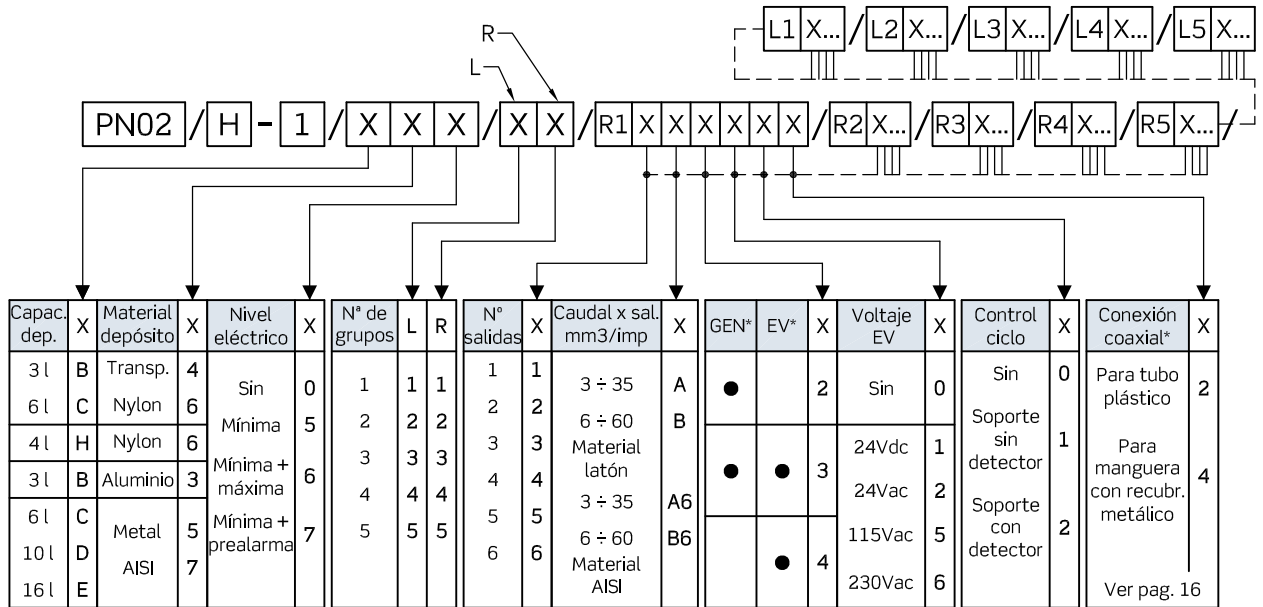 L1 X... / L2 X... / L3 X... / L4 X... / L5 X...
R
L
PN02 / H - 1 / X X X / X X / R1 X X X X X X / R2 X... / R3 X... / R4 X... / R5 X... /
Capac. dep. X Material depósito X Nivel eléctrico X
3 l B Transp. 4
6 l C Nylon 6
4 l H Nylon 6
3 l B Aluminio 3
6 l C Metal 5
10 l D AISI 7
16 l E
Sin 0
Mínima 5
Mínima + máxima 6
Mínima + prealarma 7
Nª de grupos L R
1 1 1
2 2 2
3 3 3
4 4 4
5 5 5
N° salidas X Caudal x sal. mm3/imp X
1 1
2 2
3 3
4 4
5 5
6 6
3 ÷ 35 A
6 ÷ 60 B
Material latón
3 ÷ 35 A6
6 ÷ 60 B6
Material AISI
GEN* EV* X Voltaje EV X
● 2 Sin 0
● ● 3
● 4
24Vdc 1
24Vac 2
115Vac 5
230Vac 6
Control ciclo X
Sin 0
Soporte sin detector 1
Soporte con detector 2
Conexión coaxial* X
Para tubo plástico 2
Para manguera con recubr. metálico 4
Ver pag. 16